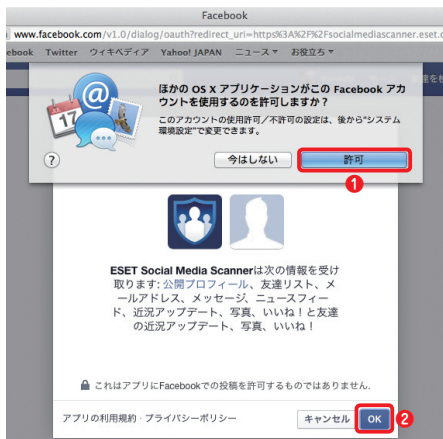 Facebook
www.facebook.com/v1.0/dialog/oauth?redirect_uri=https%3A%2F%2Fsocialmediascanner.eset.c
ebook Twitter ウィキペディア Yahoo! JAPAN ニュース▼ お役立ち▼
ほかの OS X アプリケーションがこの Facebook アカ
ウントを使用するのを許可しますか？
このアカウントの使用許可／不許可の設定は、後から“システム
環境設定”で変更できます。
17
? 今はしない 許可
1
ESET Social Media Scannerは次の情報を受け
取ります: 公開プロフィール、友達リスト、メ
ールアドレス、メッセージ、ニュースフィー
ド、近況アップデート、写真、いいね！と友達
の近況アップデート、写真、いいね！
これはアプリにFacebookでの投稿を許可するものではありません.
アプリの利用規約 · プライバシーポリシー キャンセル OK 2